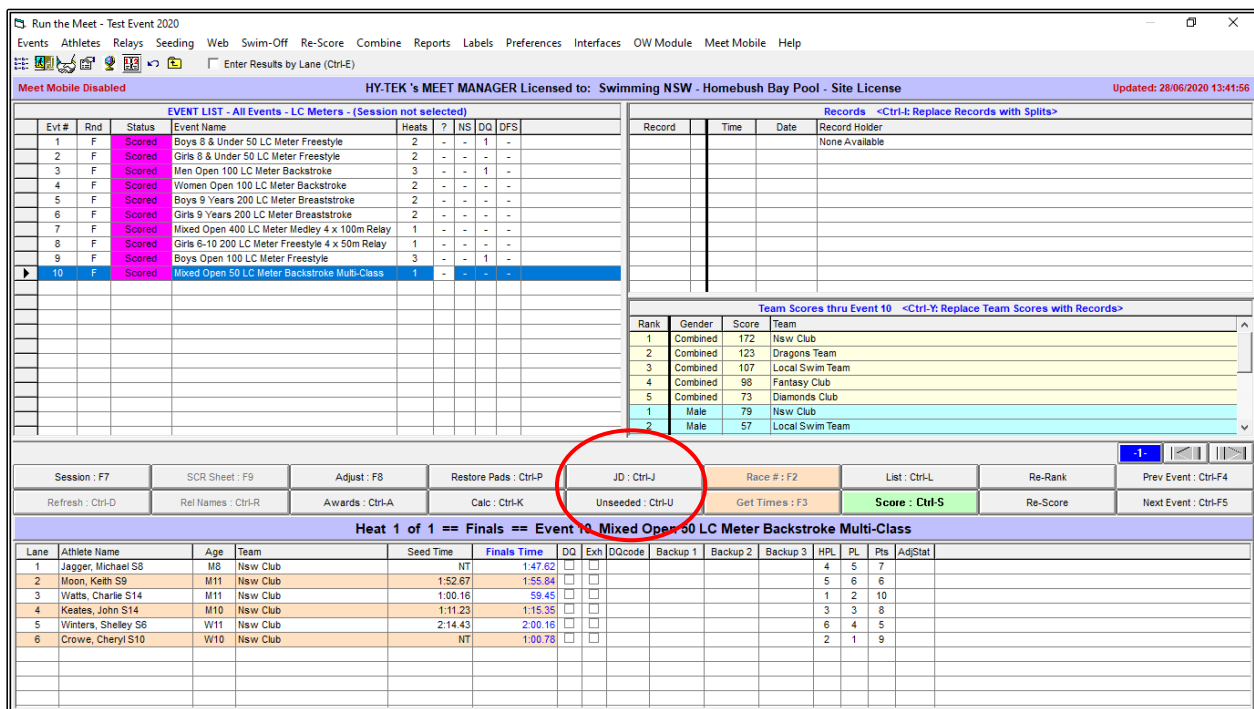 Run the Meet - Test Event 2020
Events Athletes Relays Seeding Web Swim-Off Re-Score Combine Reports Labels Preferences Interfaces OW Module Meet Mobile Help
Enter Results by Lane (Ctrl-E)
Meet Mobile Disabled HY-TEK 's MEET MANAGER Licensed to: Swimming NSW - Homebush Bay Pool - Site License Updated: 28/06/2020 13:41:56
EVENT LIST - All Events - LC Meters - (Session not selected)
Evt # Rnd Status Event Name Heats ? NS DQ DFS
1 F Scored Boys 8 & Under 50 LC Meter Freestyle 2 - - 1 -
2 F Scored Girls 8 & Under 50 LC Meter Freestyle 2 - - - -
3 F Scored Men Open 100 LC Meter Backstroke 3 - - 1 -
4 F Scored Women Open 100 LC Meter Backstroke 2 - - - -
5 F Scored Boys 9 Years 200 LC Meter Breaststroke 2 - - - -
6 F Scored Girls 9 Years 200 LC Meter Breaststroke 2 - - - -
7 F Scored Mixed Open 400 LC Meter Medley 4 x 100m Relay 1 - - - -
8 F Scored Girls 6-10 200 LC Meter Freestyle 4 x 50m Relay 1 - - - -
9 F Scored Boys Open 100 LC Meter Freestyle 3 - - 1 -
10 F Scored Mixed Open 50 LC Meter Backstroke Multi-Class 1 - - - -
Records <Ctrl-I: Replace Records with Splits>
Record Time Date Record Holder
None Available
Team Scores thru Event 10 <Ctrl-Y: Replace Team Scores with Records>
Rank Gender Score Team
1 Combined 172 Nsw Club
2 Combined 123 Dragons Team
3 Combined 107 Local Swim Team
4 Combined 98 Fantasy Club
5 Combined 73 Diamonds Club
1 Male 79 Nsw Club
2 Male 57 Local Swim Team
-1-
Session : F7 SCR Sheet : F9 Adjust : F8 Restore Pads : Ctrl-P JD : Ctrl-J Race # : F2 List : Ctrl-L Re-Rank Prev Event : Ctrl-F4
Refresh : Ctrl-D Rel Names : Ctrl-R Awards : Ctrl-A Calc : Ctrl-K Unseeded : Ctrl-U Get Times : F3 Score : Ctrl-S Re-Score Next Event : Ctrl-F5
Heat 1 of 1 == Finals == Event 10 Mixed Open 50 LC Meter Backstroke Multi-Class
Lane Athlete Name Age Team Seed Time Finals Time DQ Exh DQcode Backup 1 Backup 2 Backup 3 HPL PL Pts AdjStat
1 Jagger, Michael S8 M8 Nsw Club NT 1:47.62 4 5 7
2 Moon, Keith S9 M11 Nsw Club 1:52.67 1:55.84 5 6 6
3 Watts, Charlie S14 M11 Nsw Club 1:00.16 59.45 1 2 10
4 Keates, John S14 M10 Nsw Club 1:11.23 1:15.35 3 3 8
5 Winters, Shelley S6 W11 Nsw Club 2:14.43 2:00.16 6 4 5
6 Crowe, Cheryl S10 W10 Nsw Club NT 1:00.78 2 1 9